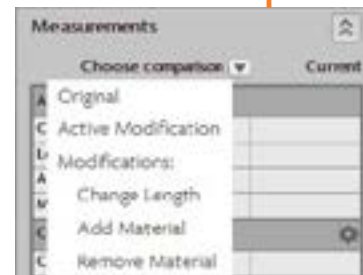 Measurements
Choose comparison Current
A
Original
C Active Modification
Modifications:
A
Change Length
Add Material
C Remove Material